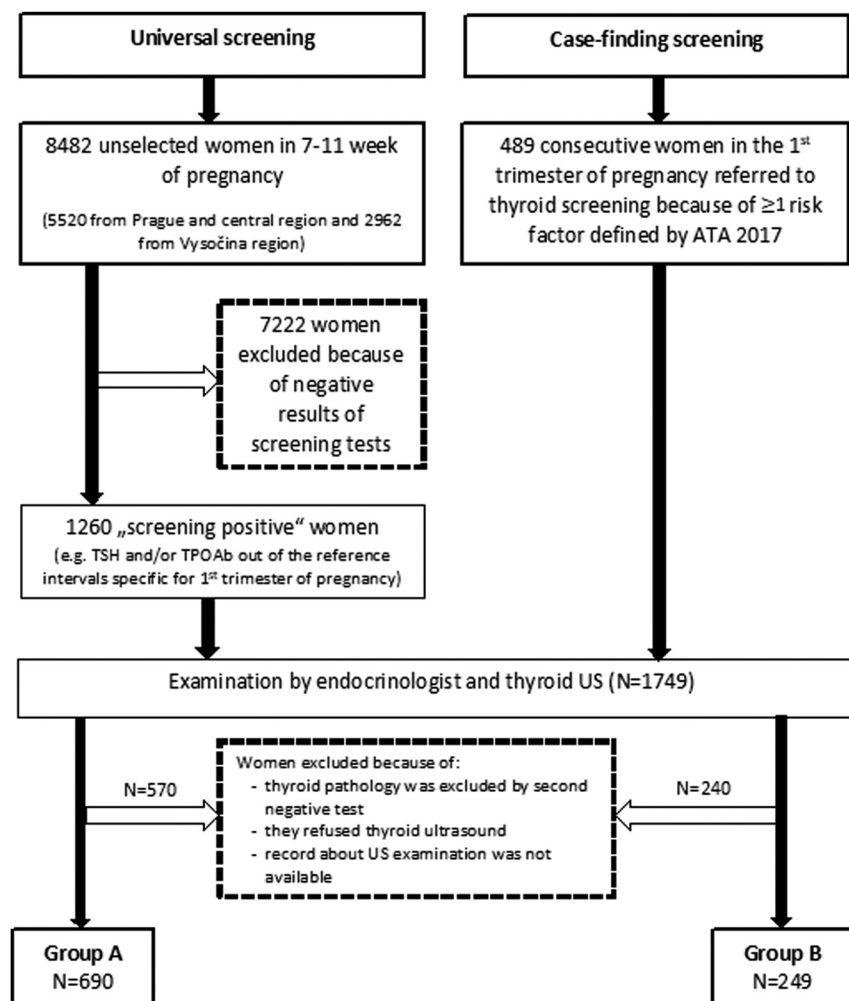 Universal screening
Case-finding screening
8482 unselected women in 7-11 week
of pregnancy
(5520 from Prague and central region and 2962
from Vysočina region)
489 consecutive women in the 1st
trimester of pregnancy referred to
thyroid screening because of ≥1 risk
factor defined by ATA 2017
7222 women
excluded because
of negative
results of
screening tests
1260 „screening positive“ women
(e.g. TSH and/or TPOAb out of the reference
intervals specific for 1st trimester of pregnancy)
Examination by endocrinologist and thyroid US (N=1749)
N=570
Women excluded because of:
- thyroid pathology was excluded by second
negative test
- they refused thyroid ultrasound
- record about US examination was not
available
N=240
Group A
N=690
Group B
N=249